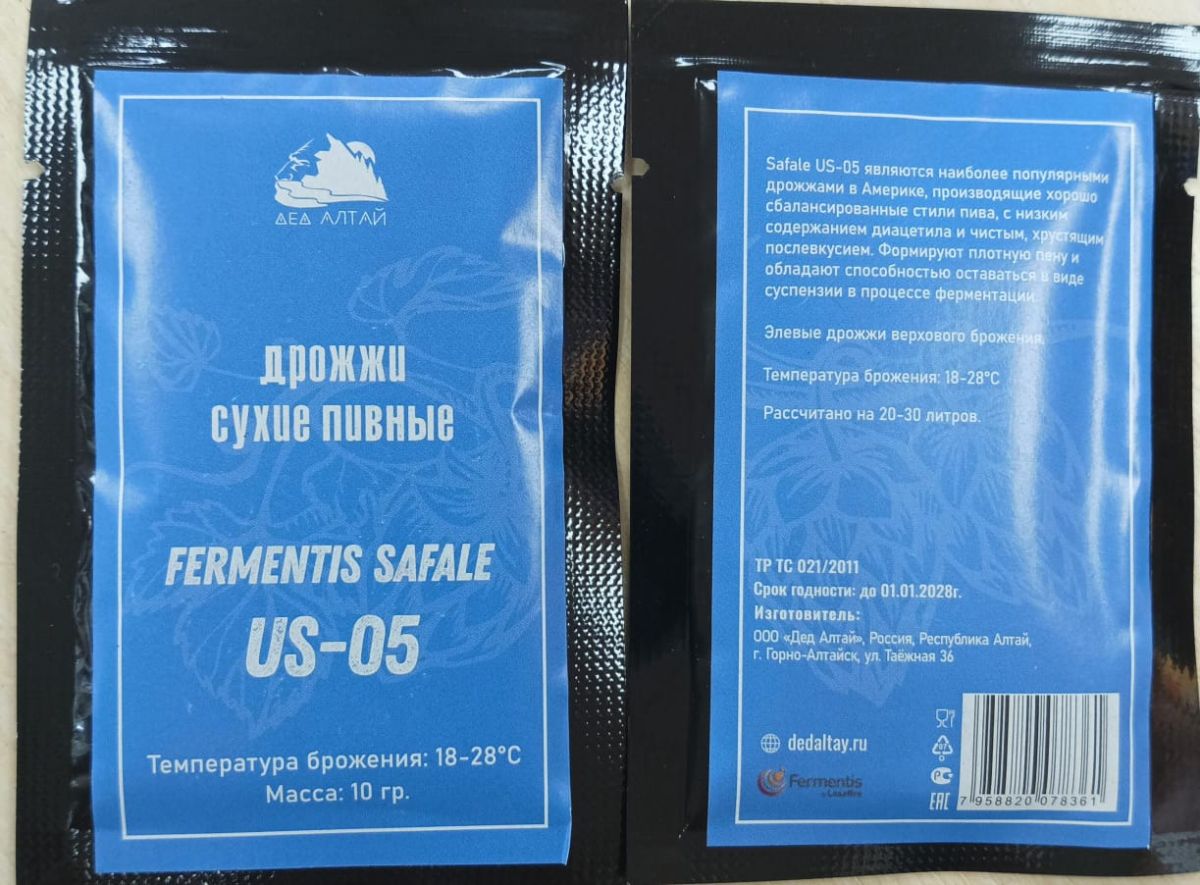 ДЕД АЛТАЙ
дрожжи
сухие пивные
FERMENTIS SAFALE
US-05
Температура брожения: 18-28°C
Масса: 10 гр.
Safale US-05 являются наиболее популярными
дрожжами в Америке, производящие хорошо
сбалансированные стили пива, с низким
содержанием диацетила и чистым, хрустящим
послевкусием. Формируют плотную пену и
обладают способностью оставаться в виде
суспензии в процессе ферментации.
Элевые дрожжи верхового брожения.
Температура брожения: 18-28°C
Рассчитано на 20-30 литров.
ТР ТС 021/2011
Срок годности: до 01.01.2028г.
Изготовитель:
ООО «Дед Алтай», Россия, Республика Алтай,
г. Горно-Алтайск, ул. Таёжная 36
dedaltay.ru
Fermentis
by Lesaffre
07
EAC
7 958820 078361